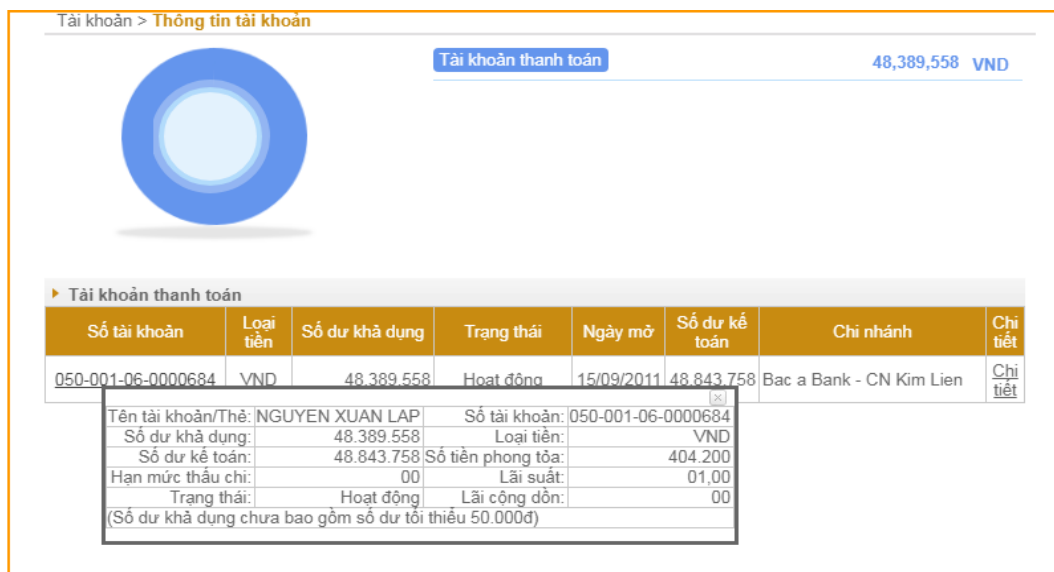 Tài khoản > Thông tin tài khoản
Tài khoản thanh toán 48,389,558 VND
Tài khoản thanh toán
Số tài khoản Loại tiền Số dư khả dụng Trạng thái Ngày mở Số dư kế toán Chi nhánh Chi tiết
050-001-06-0000684 VND 48.389.558 Hoạt động 15/09/2011 48.843.758 Bac a Bank - CN Kim Lien Chi tiết
Tên tài khoản/Thẻ: NGUYEN XUAN LAP Số tài khoản: 050-001-06-0000684
Số dư khả dụng: 48.389.558 Loại tiền: VND
Số dư kế toán: 48.843.758 Số tiền phong tỏa: 404.200
Hạn mức thấu chi: 00 Lãi suất: 01,00
Trạng thái: Hoạt động Lãi cộng dồn: 00
(Số dư khả dụng chưa bao gồm số dư tối thiểu 50.000đ)